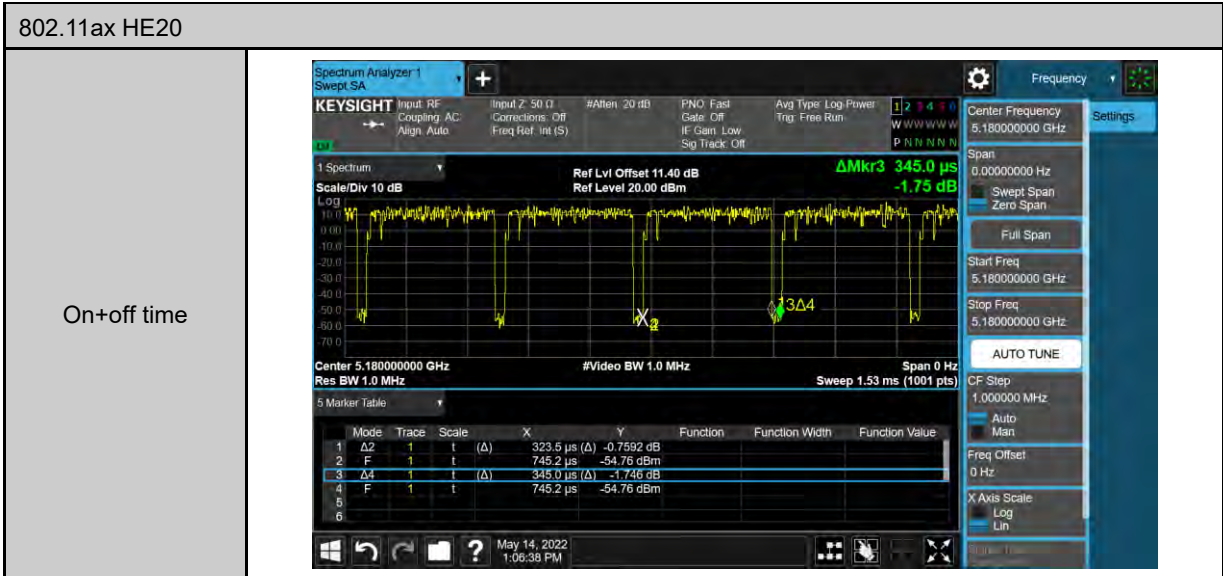 802.11ax HE20
On+off time
Spectrum Analyzer 1
Swept SA
+
Frequency
KEYSIGHT Input: RF Input Z: 50 Ω #Atten: 20 dB PNO: Fast Avg Type: Log-Power 1 2 3 4 5 6
Coupling: AC Corrections: Off Gate: Off Trig: Free Run W W W W W W
Align: Auto Freq Ref: Int (S) IF Gain: Low
Sig Track: Off P N N N N N
Center Frequency
5.180000000 GHz
Settings
Span
0.00000000 Hz
Swept Span
Zero Span
Full Span
Start Freq
5.180000000 GHz
Stop Freq
5.180000000 GHz
AUTO TUNE
CF Step
1.000000 MHz
Auto
Man
Freq Offset
0 Hz
X Axis Scale
Log
Lin
1 Spectrum
Scale/Div 10 dB
Ref Lvl Offset 11.40 dB
Ref Level 20.00 dBm
ΔMkr3 345.0 µs
-1.75 dB
Log
10.0
0.00
-10.0
-20.0
-30.0
-40.0
-50.0
-60.0
-70.0
3Δ4
Center 5.180000000 GHz #Video BW 1.0 MHz Span 0 Hz
Res BW 1.0 MHz Sweep 1.53 ms (1001 pts)
5 Marker Table
Mode Trace Scale X Y Function Function Width Function Value
1 Δ2 1 t (Δ) 323.5 µs (Δ) -0.7592 dB
2 F 1 t 745.2 µs -54.76 dBm
3 Δ4 1 t (Δ) 345.0 µs (Δ) -1.746 dB
4 F 1 t 745.2 µs -54.76 dBm
5
6
? May 14, 2022
1:06:38 PM